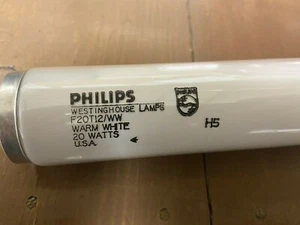 PHILIPS
WESTINGHOUSE LAMPS
F20T12/WW
WARM WHITE
20 WATTS
U.S.A.
H5